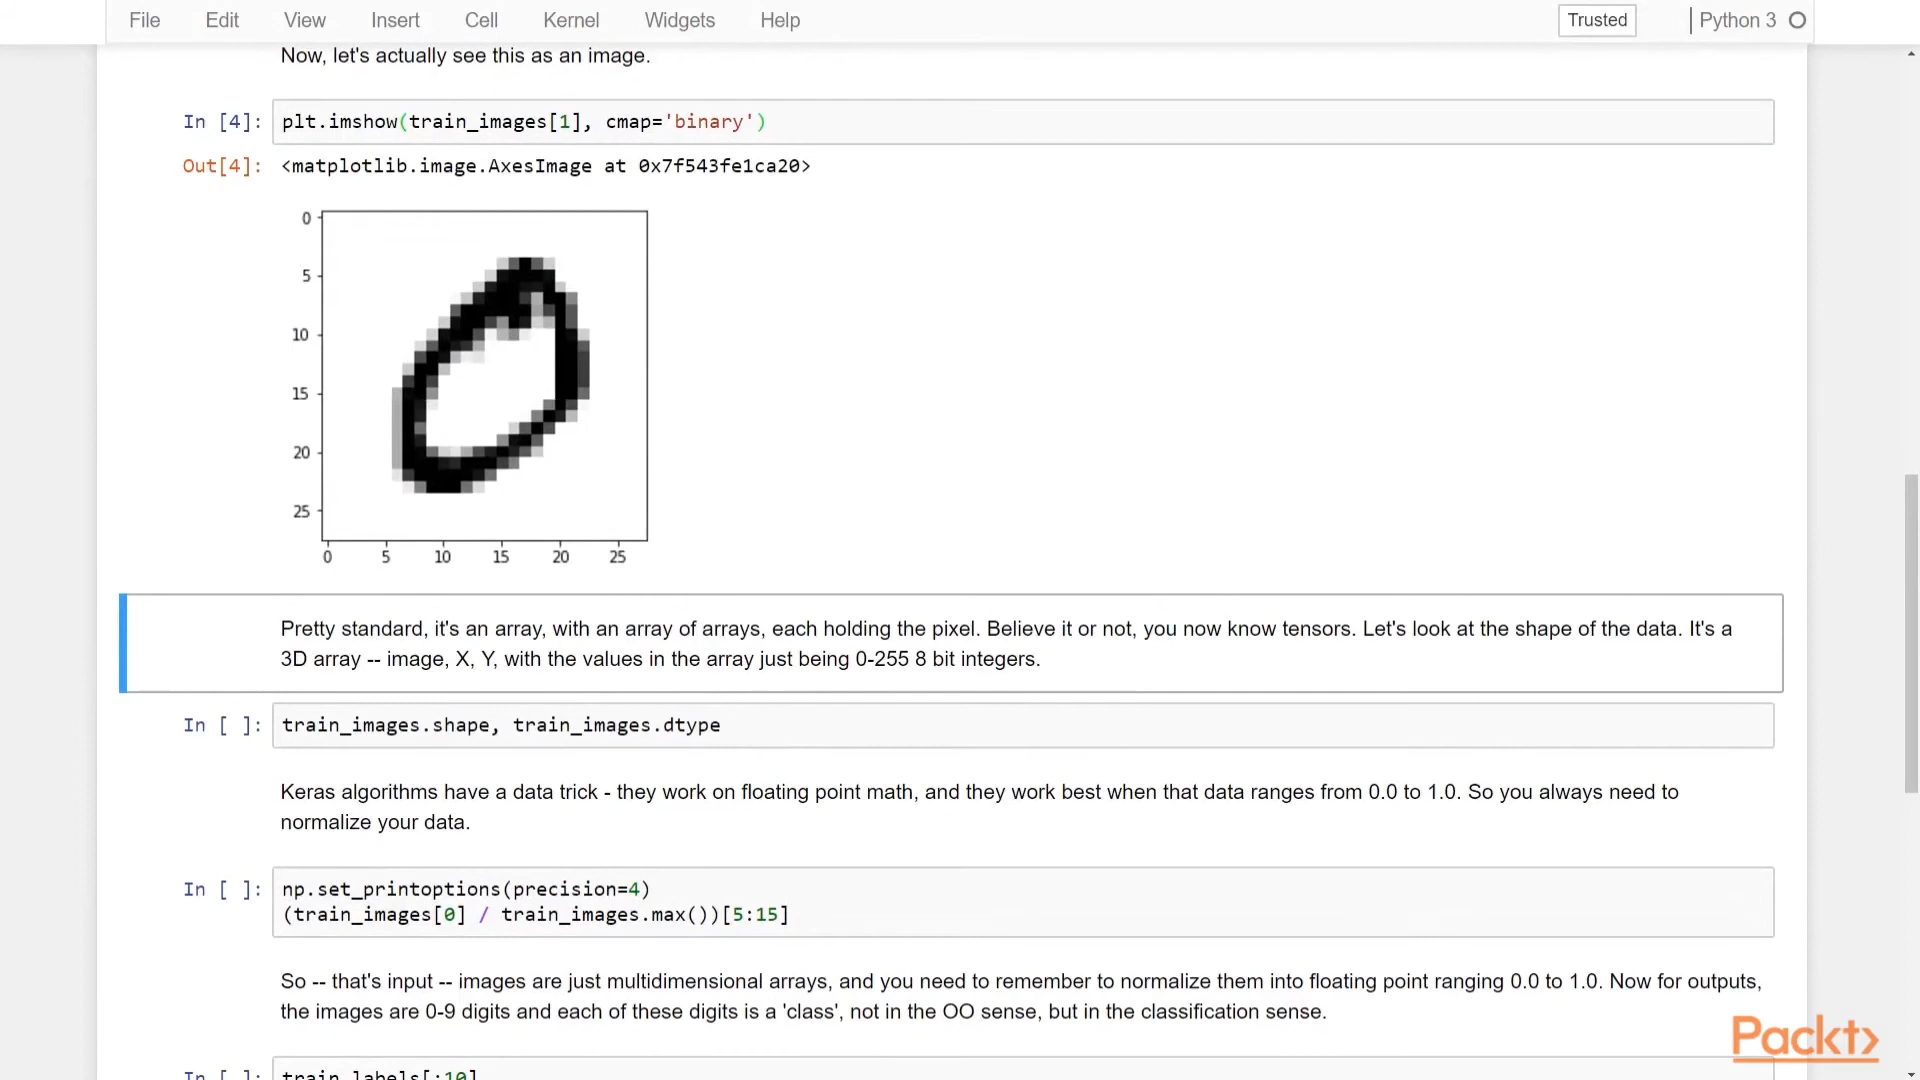 File Edit View Insert Cell Kernel Widgets Help Trusted Python 3
Now, let's actually see this as an image.
In [4]: plt.imshow(train_images[1], cmap='binary')
Out[4]: <matplotlib.image.AxesImage at 0x7f543fe1ca20>
0
5
10
15
20
25
0 5 10 15 20 25
Pretty standard, it's an array, with an array of arrays, each holding the pixel. Believe it or not, you now know tensors. Let's look at the shape of the data. It's a
3D array -- image, X, Y, with the values in the array just being 0-255 8 bit integers.
In [ ]: train_images.shape, train_images.dtype
Keras algorithms have a data trick - they work on floating point math, and they work best when that data ranges from 0.0 to 1.0. So you always need to
normalize your data.
In [ ]: np.set_printoptions(precision=4)
(train_images[0] / train_images.max())[5:15]
So -- that's input -- images are just multidimensional arrays, and you need to remember to normalize them into floating point ranging 0.0 to 1.0. Now for outputs,
the images are 0-9 digits and each of these digits is a 'class', not in the OO sense, but in the classification sense.
Packt>
In [ ]: train_labels[:10]